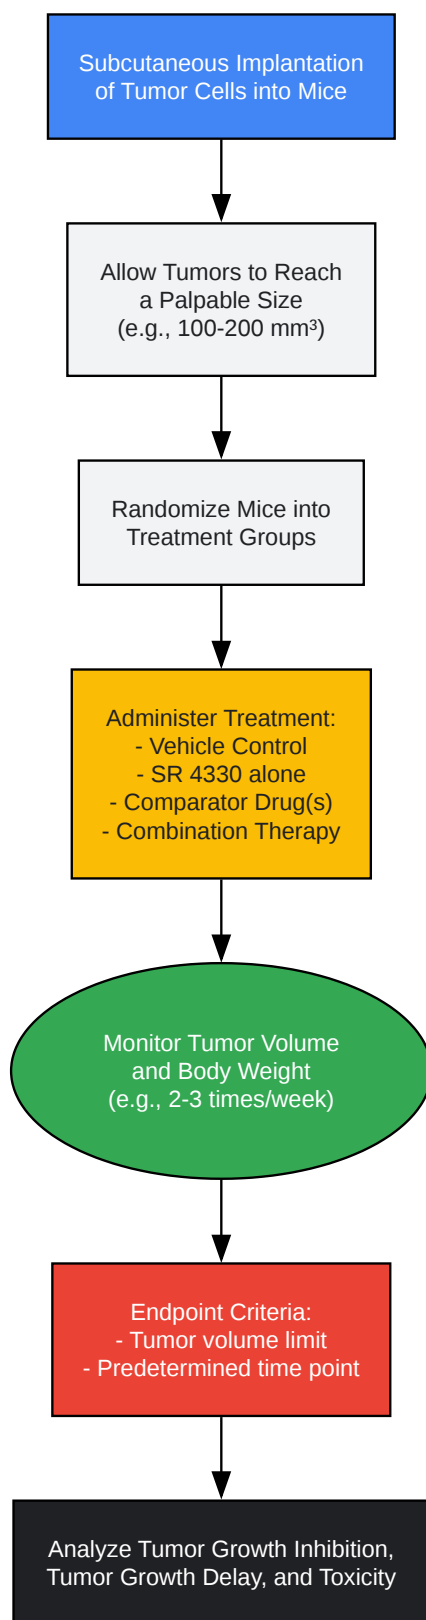 Subcutaneous Implantation
of Tumor Cells into Mice
Allow Tumors to Reach
a Palpable Size
(e.g., 100-200 mm³)
Randomize Mice into
Treatment Groups
Administer Treatment:
- Vehicle Control
- SR 4330 alone
- Comparator Drug(s)
- Combination Therapy
Monitor Tumor Volume
and Body Weight
(e.g., 2-3 times/week)
Endpoint Criteria:
- Tumor volume limit
- Predetermined time point
Analyze Tumor Growth Inhibition,
Tumor Growth Delay, and Toxicity